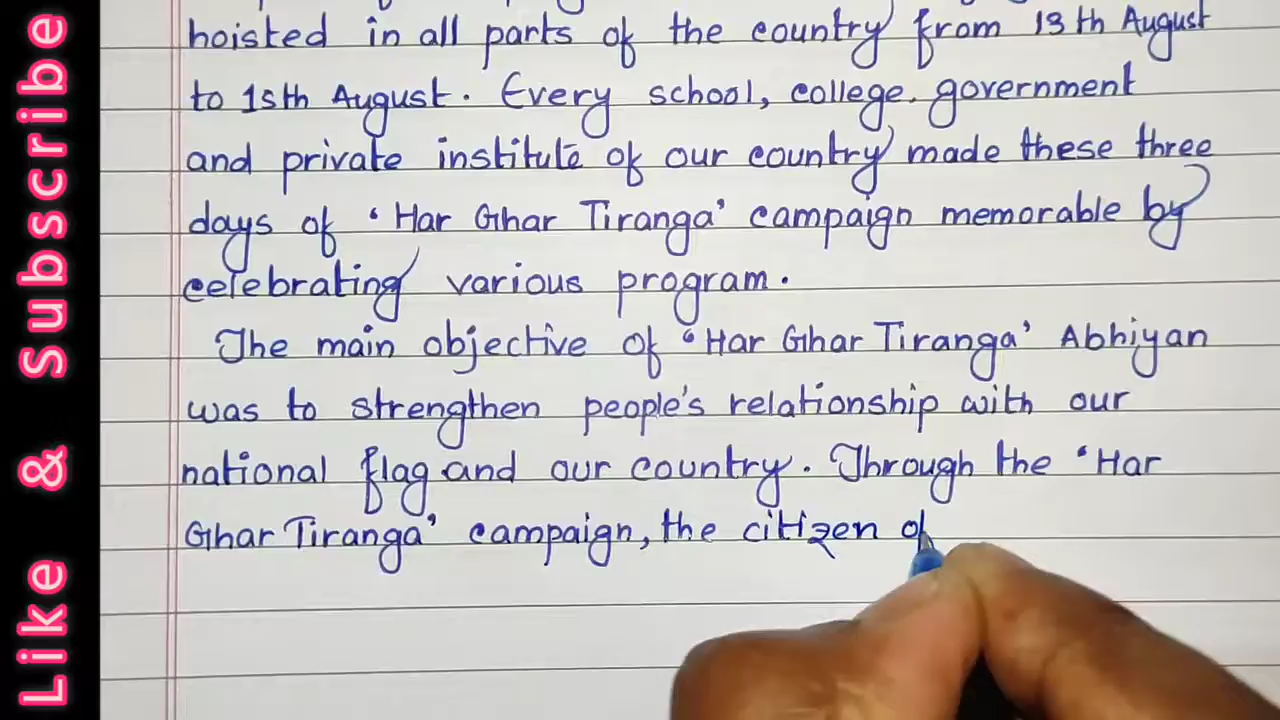 Like & Subscribe
hoisted in all parts of the country from 13th August
to 15th August. Every school, college, government
and private institute of our country made these three
days of 'Har Ghar Tiranga' campaign memorable by
celebrating various program.
The main objective of 'Har Ghar Tiranga' Abhiyan
was to strengthen people's relationship with our
national flag and our country. Through the 'Har
Ghar Tiranga' campaign, the citizen of